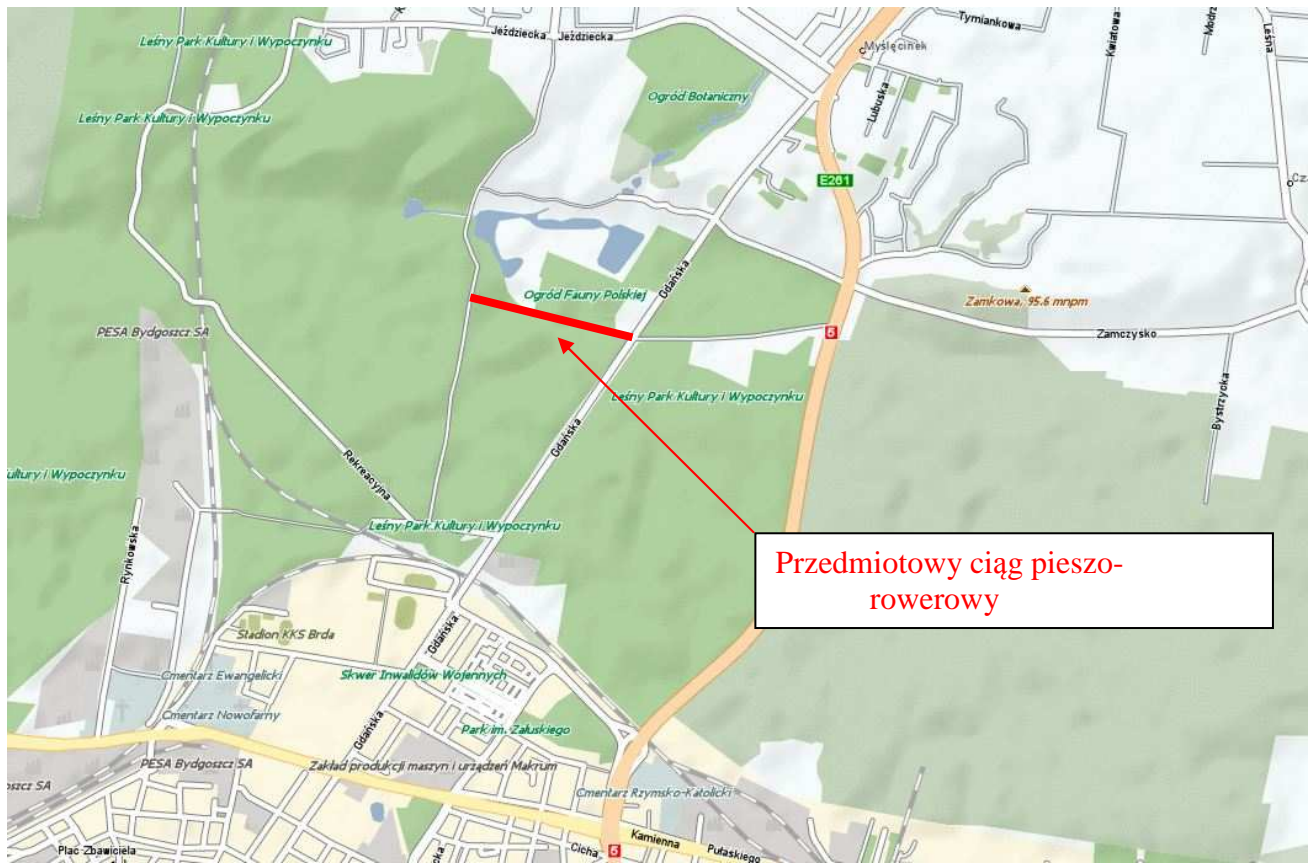 Jeździecka
Jeździecka
Tymiankowa
Kwiatowa
Leśna
Leśny Park Kultury i Wypoczynku
Myślęcinek
Ogród Botaniczny
Lubuska
Leśny Park Kultury i Wypoczynku
E261
Gdańska
Ogród Fauny Polskiej
Zamkowa, 95.6 mnpm
PESA Bydgoszcz SA
5
Zamczysko
Leśny Park Kultury i Wypoczynku
Bystrzycka
Gdańska
Rekreacyjna
ultury i Wypoczynku
Leśny Park Kultury i Wypoczynku
Przedmiotowy ciąg pieszo-
rowerowy
Rynkowska
Stadion KKS Brda
Gdańska
Cmentarz Ewangelicki
Skwer Inwalidów Wojennych
Cmentarz Nowofarny
Gdańska
Park im. Załuskiego
PESA Bydgoszcz SA
Zakład produkcji maszyn i urządzeń Makrum
oszcz SA
Cmentarz Rzymsko-Katolicki
Kamienna
Plac Zbawiciela
Cicha
5
Pułaskiego